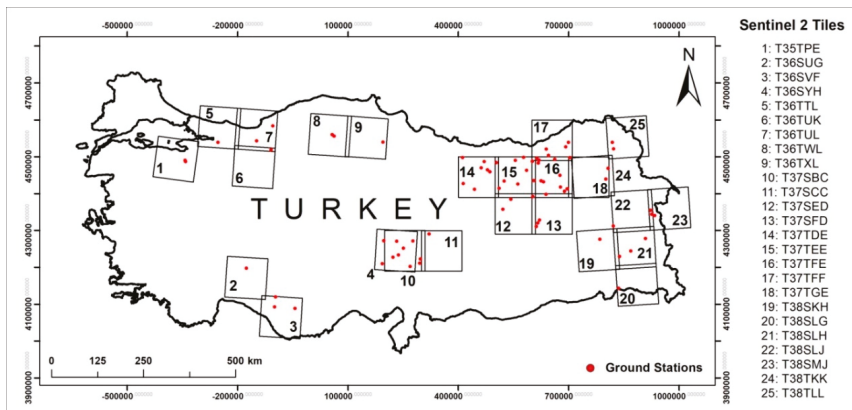 -500000 -200000 100000 400000 700000 1000000
Sentinel 2 Tiles
1: T35TPE
2: T36SUG
3: T36SVF
4: T36SYH
5: T36TTL
6: T36TUK
7: T36TUL
8: T36TWL
9: T36TXL
10: T37SBC
11: T37SCC
12: T37SED
13: T37SFD
14: T37TDE
15: T37TEE
16: T37TFE
17: T37TFF
18: T37TGE
19: T38SKH
20: T38SLG
21: T38SLH
22: T38SLJ
23: T38SMJ
24: T38TKK
25: T38TLL
N
4700000
4500000
4300000
4100000
3900000
4700000
4500000
4300000
4100000
3900000
5
7
8
9
17
25
1
6
14
15
16
18
24
TURKEY
12
13
22
23
4
10
11
19
21
2
3
20
0 125 250 500 km
Ground Stations
-500000 -200000 100000 400000 700000 1000000